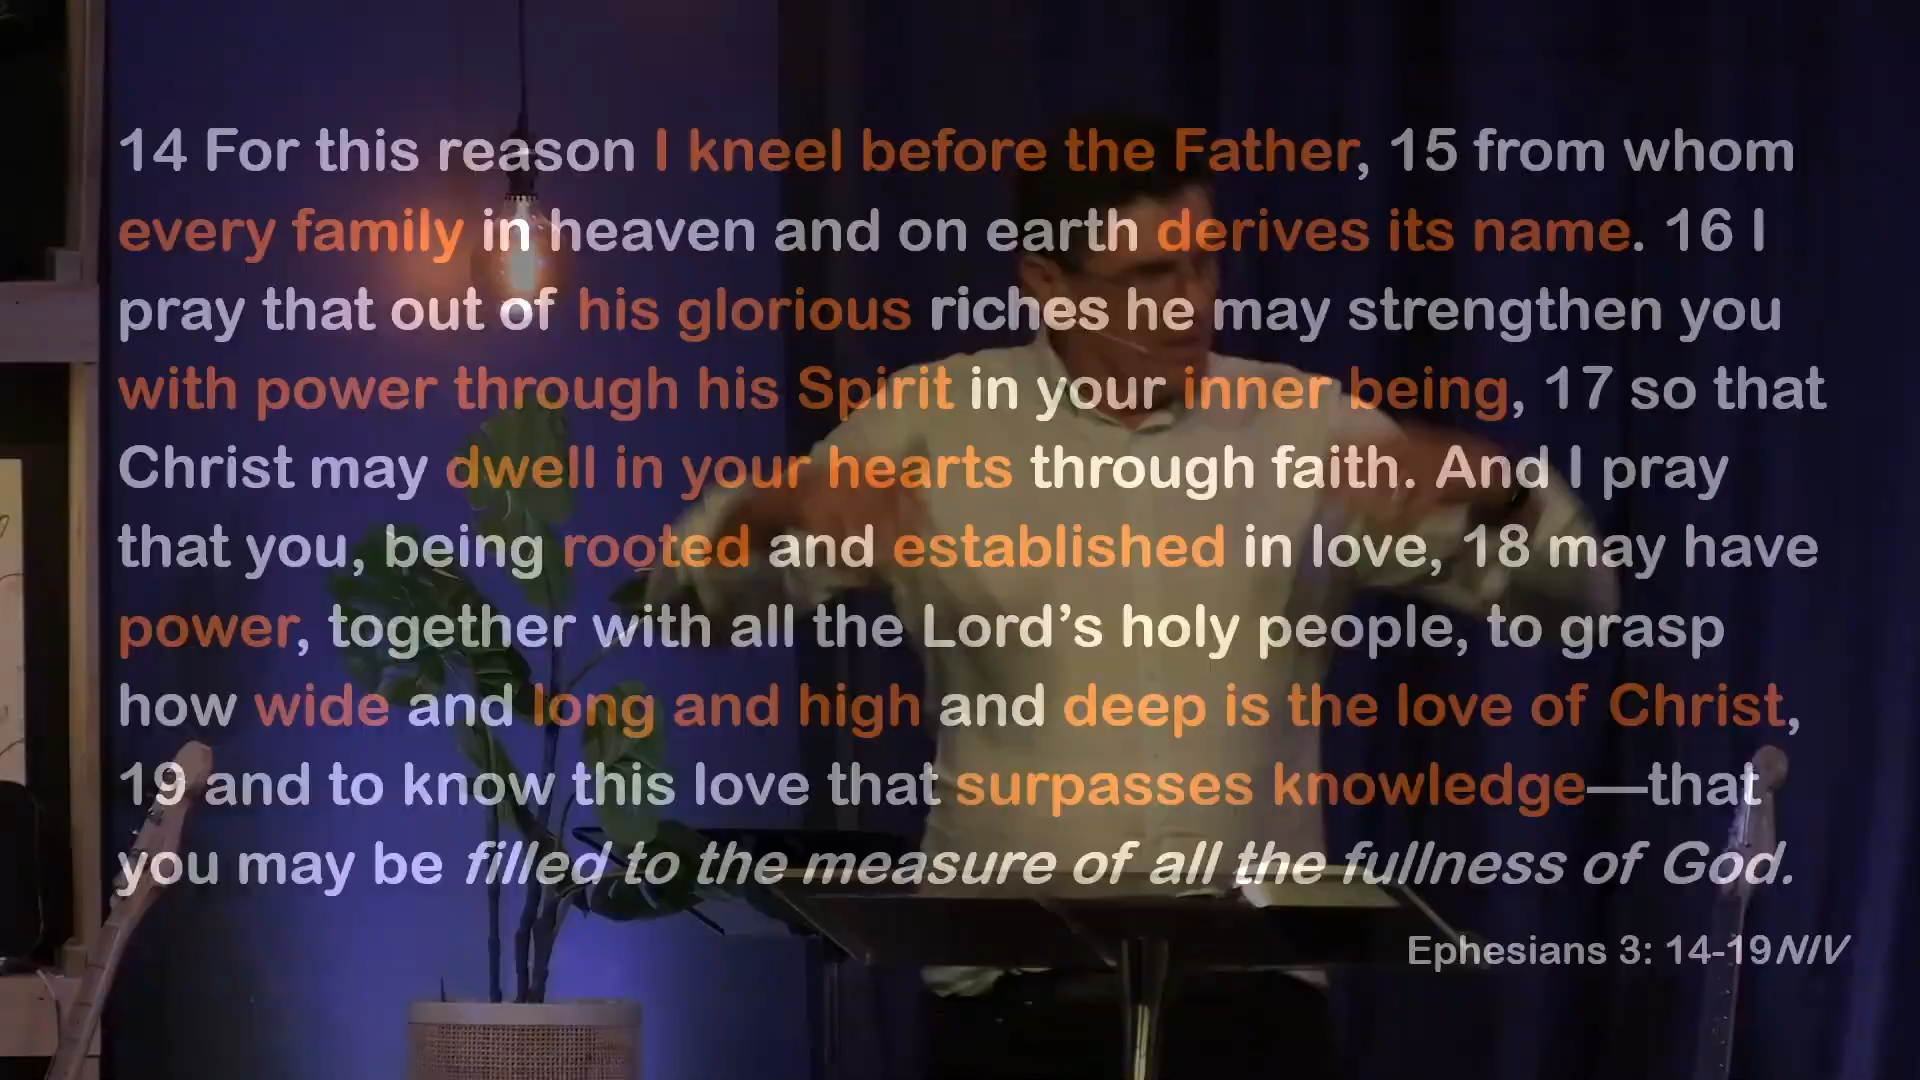 14 For this reason I kneel before the Father, 15 from whom
every family in heaven and on earth derives its name. 16 I
pray that out of his glorious riches he may strengthen you
with power through his Spirit in your inner being, 17 so that
Christ may dwell in your hearts through faith. And I pray
that you, being rooted and established in love, 18 may have
power, together with all the Lord’s holy people, to grasp
how wide and long and high and deep is the love of Christ,
19 and to know this love that surpasses knowledge—that
you may be filled to the measure of all the fullness of God.
Ephesians 3: 14-19 NIV